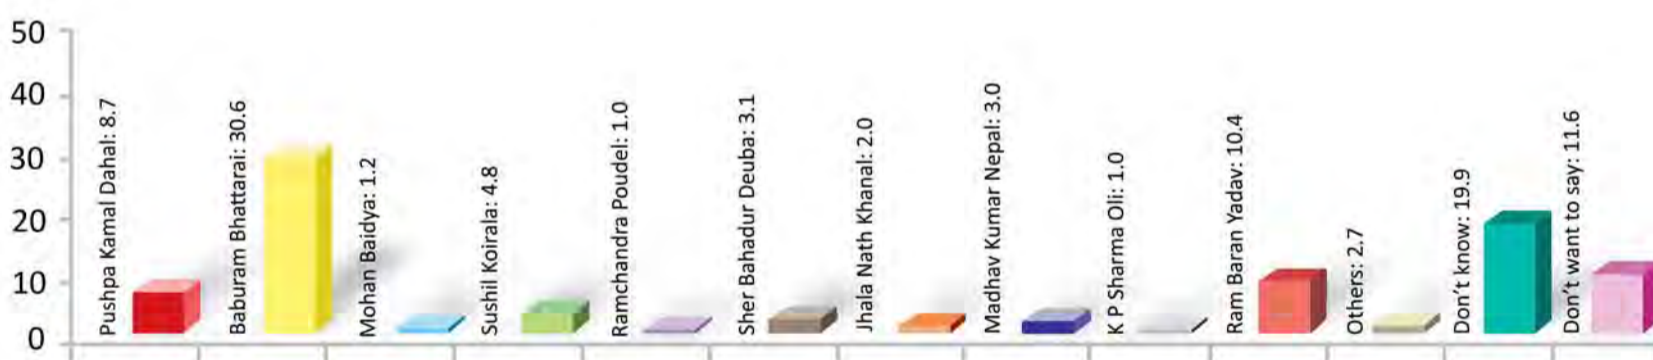 50
40
30
20
10
0
Pushpa Kamal Dahal: 8.7
Baburam Bhattarai: 30.6
Mohan Baidya: 1.2
Sushil Koirala: 4.8
Ramchandra Poudel: 1.0
Sher Bahadur Deuba: 3.1
Jhala Nath Khanal: 2.0
Madhav Kumar Nepal: 3.0
K P Sharma Oli: 1.0
Ram Baran Yadav: 10.4
Others: 2.7
Don't know: 19.9
Don't want to say: 11.6